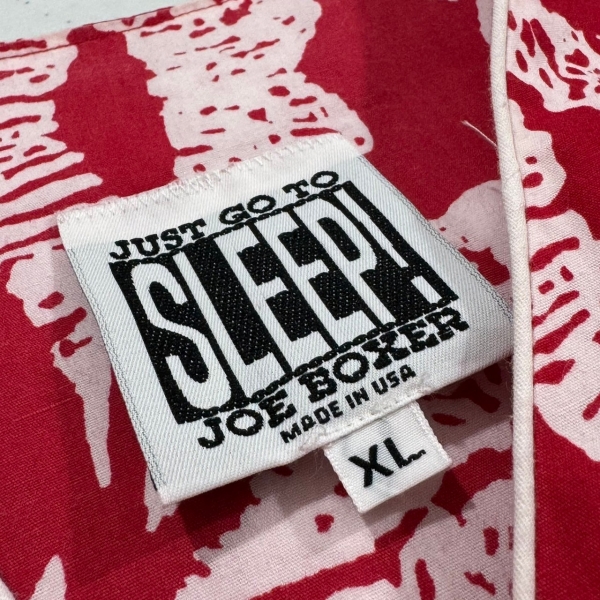 JUST GO TO
SLEEP!
JOE BOXER
MADE IN USA
XL